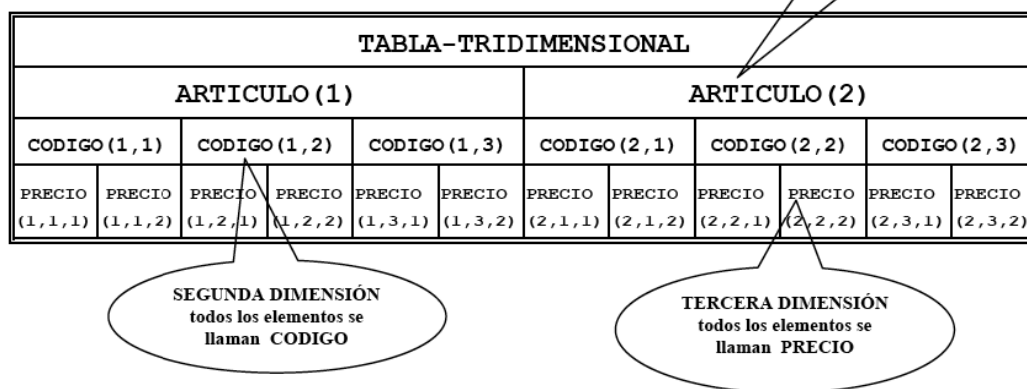 TABLA-TRIDIMENSIONAL
ARTICULO(1) ARTICULO(2)
CODIGO(1,1) CODIGO(1,2) CODIGO(1,3) CODIGO(2,1) CODIGO(2,2) CODIGO(2,3)
PRECIO PRECIO PRECIO PRECIO PRECIO PRECIO PRECIO PRECIO PRECIO PRECIO PRECIO PRECIO
(1,1,1) (1,1,2) (1,2,1) (1,2,2) (1,3,1) (1,3,2) (2,1,1) (2,1,2) (2,2,1) (2,2,2) (2,3,1) (2,3,2)
SEGUNDA DIMENSIÓN
todos los elementos se
llaman CODIGO
TERCERA DIMENSIÓN
todos los elementos se
llaman PRECIO